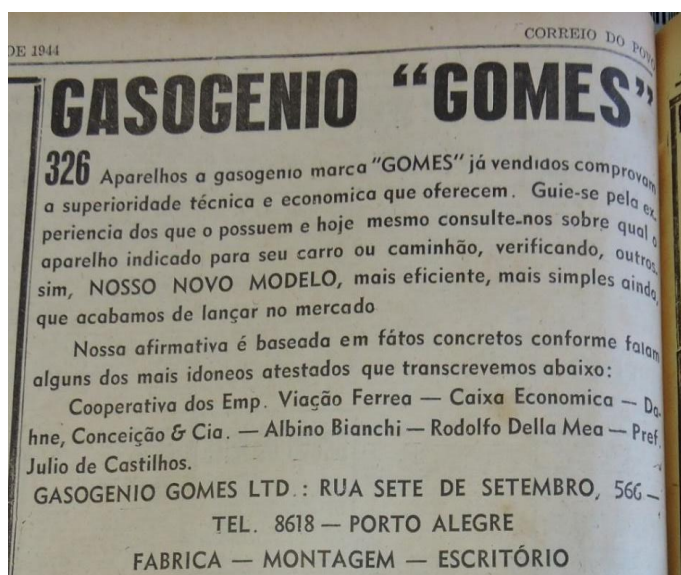 DE 1944
CORREIO DO POVO
GASOGENIO "GOMES"
326 Aparelhos a gasogenio marca "GOMES" já vendidos comprovam
a superioridade técnica e economica que oferecem. Guie-se pela ex-
periencia dos que o possuem e hoje mesmo consulte-nos sobre qual o
aparelho indicado para seu carro ou caminhão, verificando, outros-
sim, NOSSO NOVO MODELO, mais eficiente, mais simples ainda,
que acabamos de lançar no mercado
Nossa afirmativa é baseada em fátos concretos conforme falam
alguns dos mais idoneos atestados que transcrevemos abaixo:
Cooperativa dos Emp. Viação Ferrea — Caixa Economica — Da-
hne, Conceição & Cia. — Albino Bianchi — Rodolfo Della Mea — Pref.
Julio de Castilhos.
GASOGENIO GOMES LTD.: RUA SETE DE SETEMBRO, 566 —
TEL. 8618 — PORTO ALEGRE
FABRICA — MONTAGEM — ESCRITÓRIO